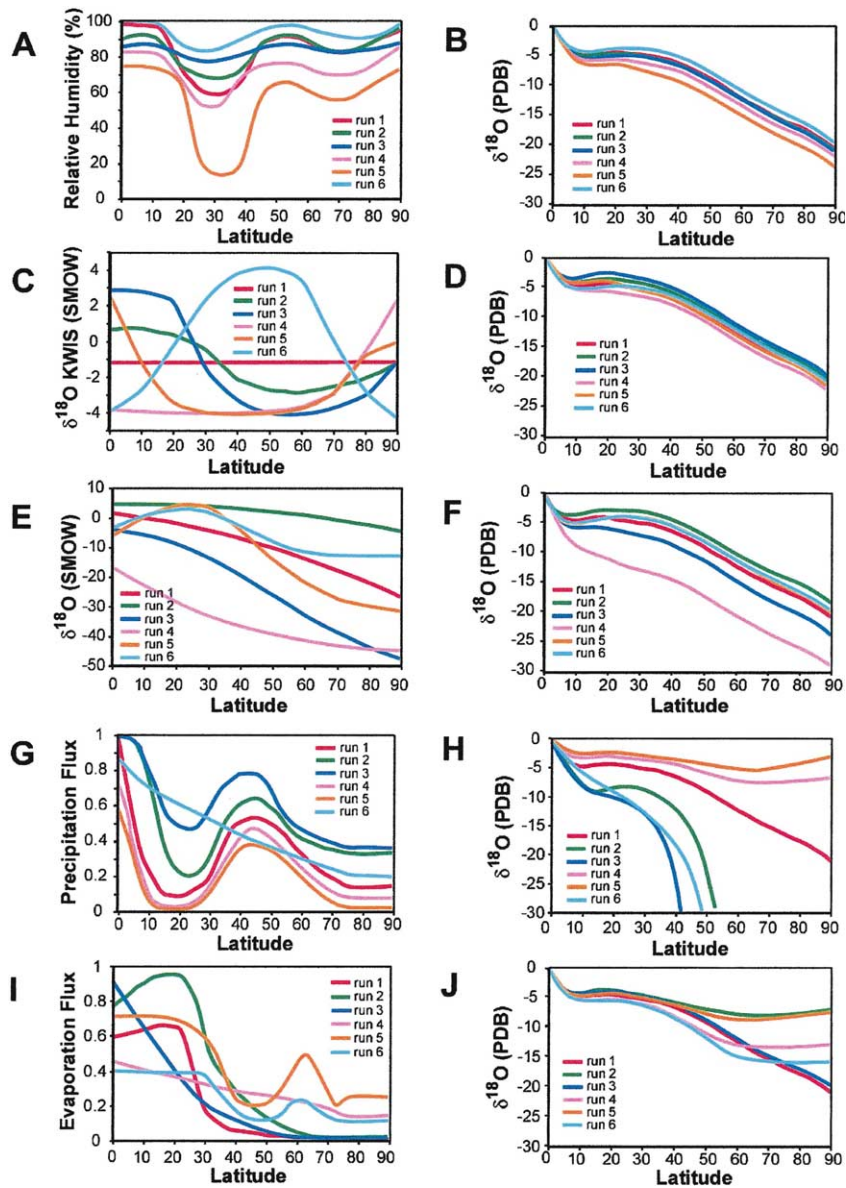 A
Relative Humidity (%)
100
80
60
40
20
0
run 1
run 2
run 3
run 4
run 5
run 6
0 10 20 30 40 50 60 70 80 90
Latitude
B
δ18O (PDB)
0
-5
-10
-15
-20
-25
-30
run 1
run 2
run 3
run 4
run 5
run 6
0 10 20 30 40 50 60 70 80 90
Latitude
C
δ18O KWIS (SMOW)
4
2
0
-2
-4
run 1
run 2
run 3
run 4
run 5
run 6
0 10 20 30 40 50 60 70 80 90
Latitude
D
δ18O (PDB)
0
-5
-10
-15
-20
-25
-30
run 1
run 2
run 3
run 4
run 5
run 6
0 10 20 30 40 50 60 70 80 90
Latitude
E
δ18O (SMOW)
10
0
-10
-20
-30
-40
-50
run 1
run 2
run 3
run 4
run 5
run 6
0 10 20 30 40 50 60 70 80 90
Latitude
F
δ18O (PDB)
0
-5
-10
-15
-20
-25
-30
run 1
run 2
run 3
run 4
run 5
run 6
0 10 20 30 40 50 60 70 80 90
Latitude
G
Precipitation Flux
1
0.8
0.6
0.4
0.2
0
run 1
run 2
run 3
run 4
run 5
run 6
0 10 20 30 40 50 60 70 80 90
Latitude
H
δ18O (PDB)
0
-5
-10
-15
-20
-25
-30
run 1
run 2
run 3
run 4
run 5
run 6
0 10 20 30 40 50 60 70 80 90
Latitude
I
Evaporation Flux
1
0.8
0.6
0.4
0.2
0
run 1
run 2
run 3
run 4
run 5
run 6
0 10 20 30 40 50 60 70 80 90
Latitude
J
δ18O (PDB)
0
-5
-10
-15
-20
-25
-30
run 1
run 2
run 3
run 4
run 5
run 6
0 10 20 30 40 50 60 70 80 90
Latitude